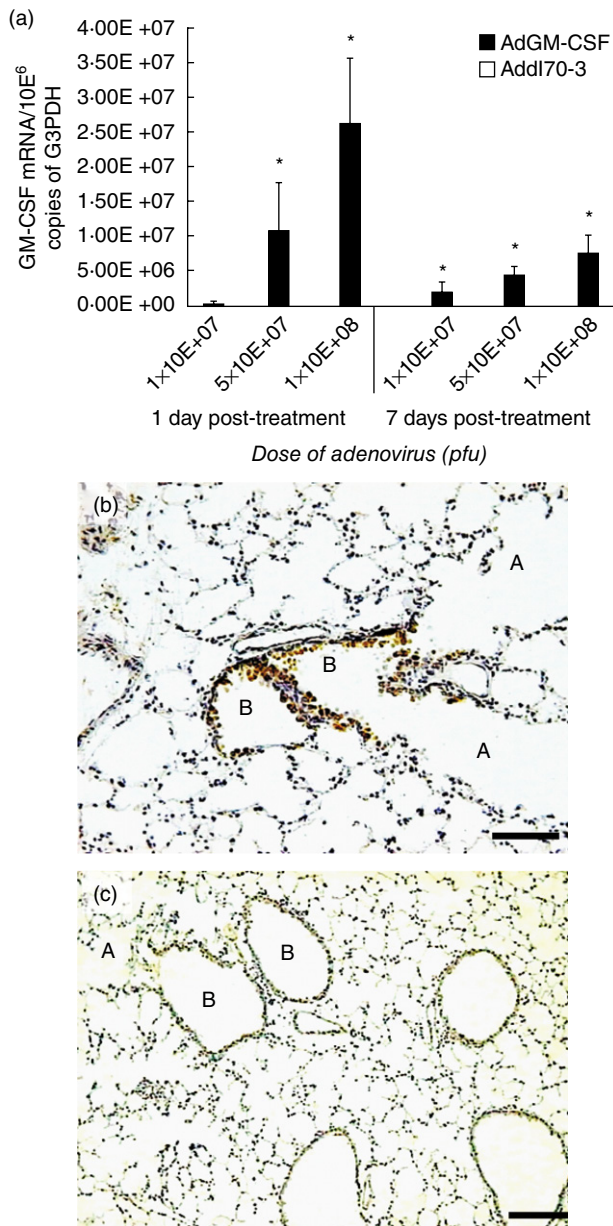 (a)
GM-CSF mRNA/10E⁶
copies of G3PDH
4·00E +07
3·50E +07
3·00E +07
2·50E +07
2·00E +07
1·50E +07
1·00E +07
5·00E +06
0·00E +00
* * * * *
AdGM-CSF
Addl70-3
1×10E+07
5×10E+07
1×10E+08
1×10E+07
5×10E+07
1×10E+08
1 day post-treatment
7 days post-treatment
Dose of adenovirus (pfu)
(b)
A
B
B
A
(c)
A
B
B